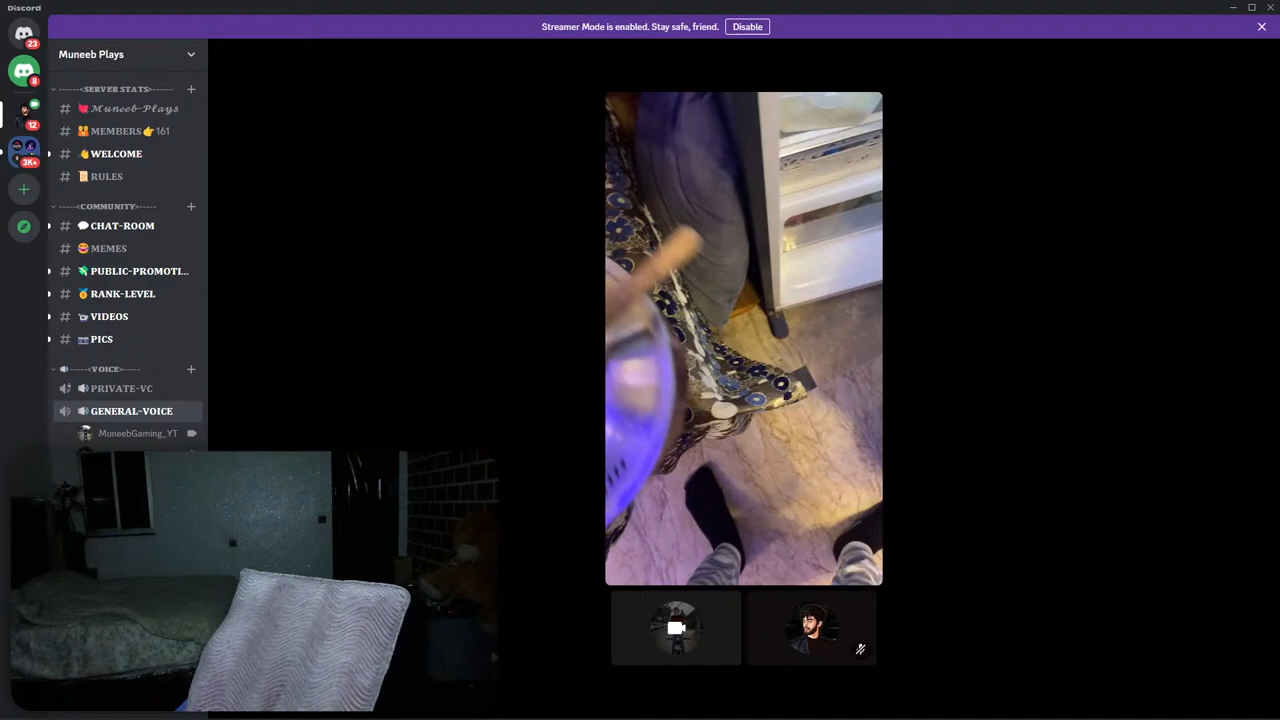 Discord
Streamer Mode is enabled. Stay safe, friend.
Disable
23
8
12
3K+
Muneeb Plays
------<SERVER STATS>-----
💘𝓜𝓾𝓷𝓮𝓮𝓫-𝓟𝓵𝓪𝔂𝓼
👥MEMBERS👉161
👋WELCOME
📜RULES
------<COMMUNITY>-----
💬CHAT-ROOM
😂MEMES
💸PUBLIC-PROMOTI...
🏅RANK-LEVEL
📹VIDEOS
📷PICS
🔊-----<VOICE>-----
🔊PRIVATE-VC
🔊GENERAL-VOICE
MuneebGaming_YT